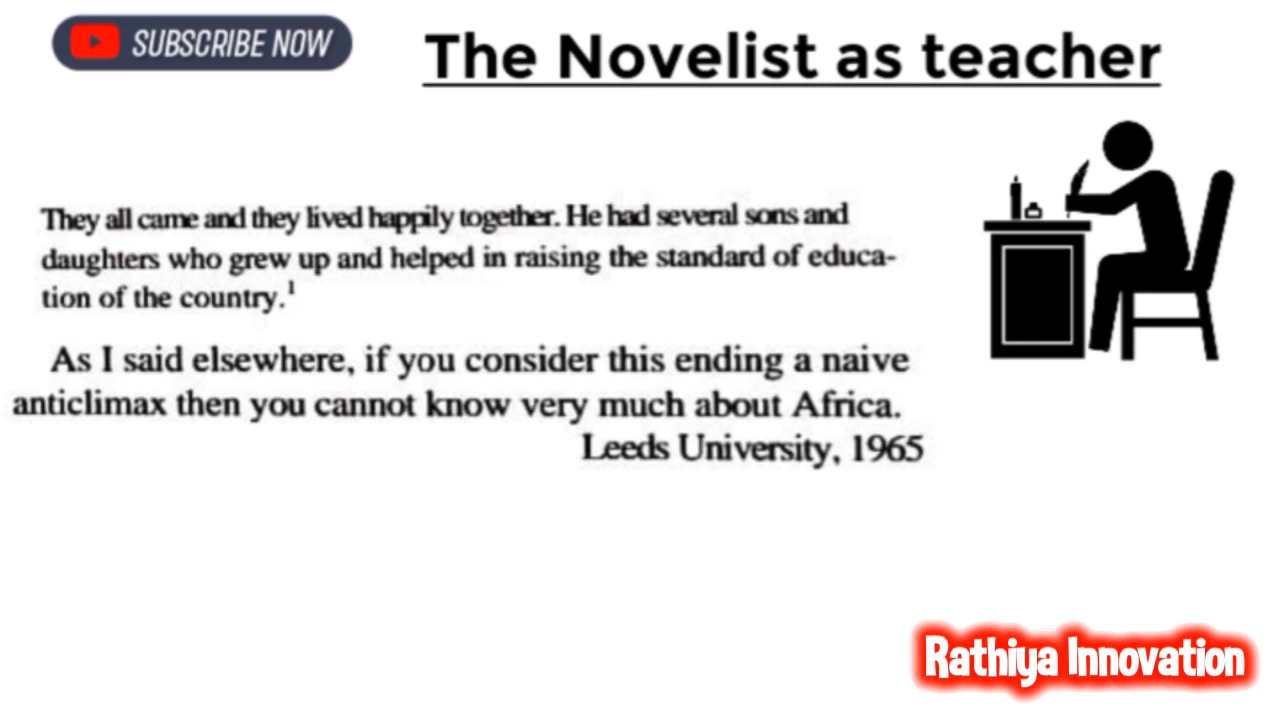 SUBSCRIBE NOW
The Novelist as teacher
They all came and they lived happily together. He had several sons and
daughters who grew up and helped in raising the standard of educa-
tion of the country.1
As I said elsewhere, if you consider this ending a naive
anticlimax then you cannot know very much about Africa.
Leeds University, 1965
Rathiya Innovation